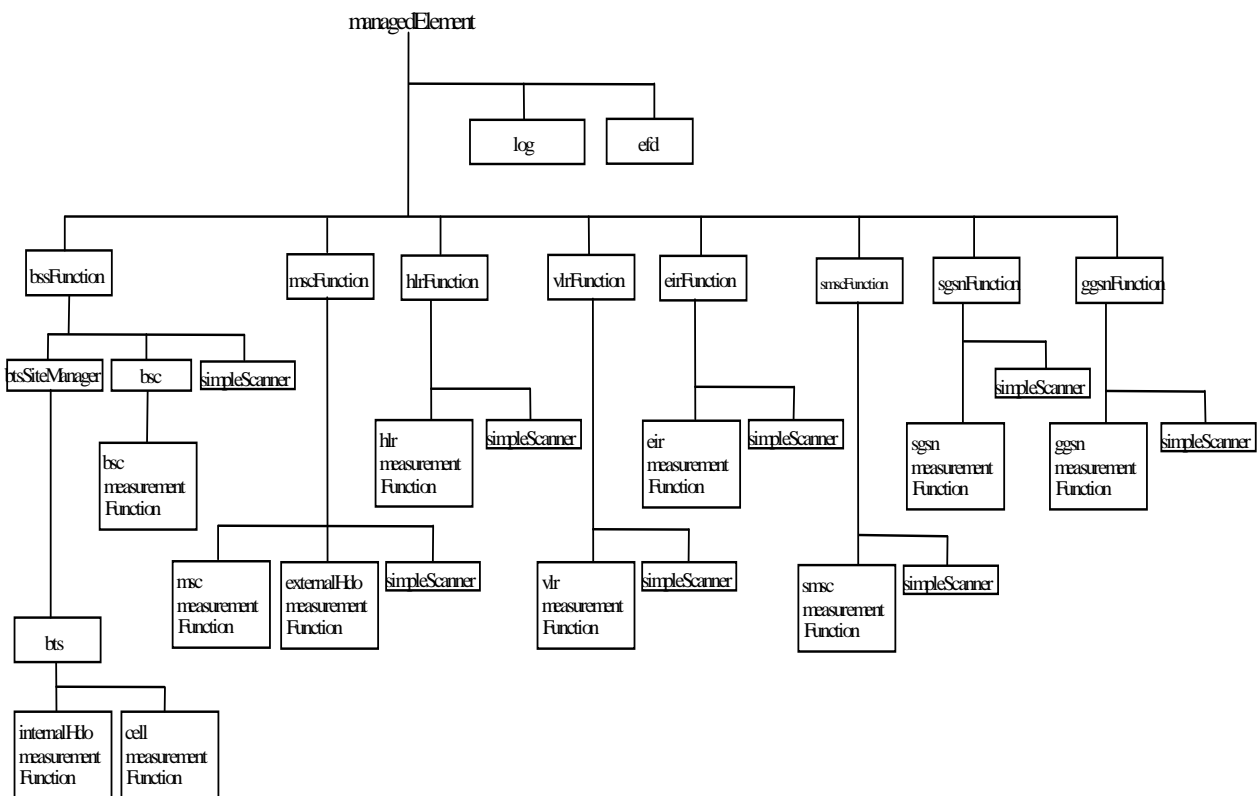 managedElement
log
efd
bssFunction
mscFunction
hlrFunction
vlrFunction
eirFunction
smscFunction
sgsnFunction
ggsnFunction
btsSiteManager
bsc
simpleScanner
simpleScanner
hlr
measurement
Function
simpleScanner
eir
measurement
Function
simpleScanner
sgsn
measurement
Function
ggsn
measurement
Function
simpleScanner
bsc
measurement
Function
msc
measurement
Function
externalHdo
measurement
Function
simpleScanner
vlr
measurement
Function
simpleScanner
smsc
measurement
Function
simpleScanner
bts
internalHdo
measurement
Function
cell
measurement
Function